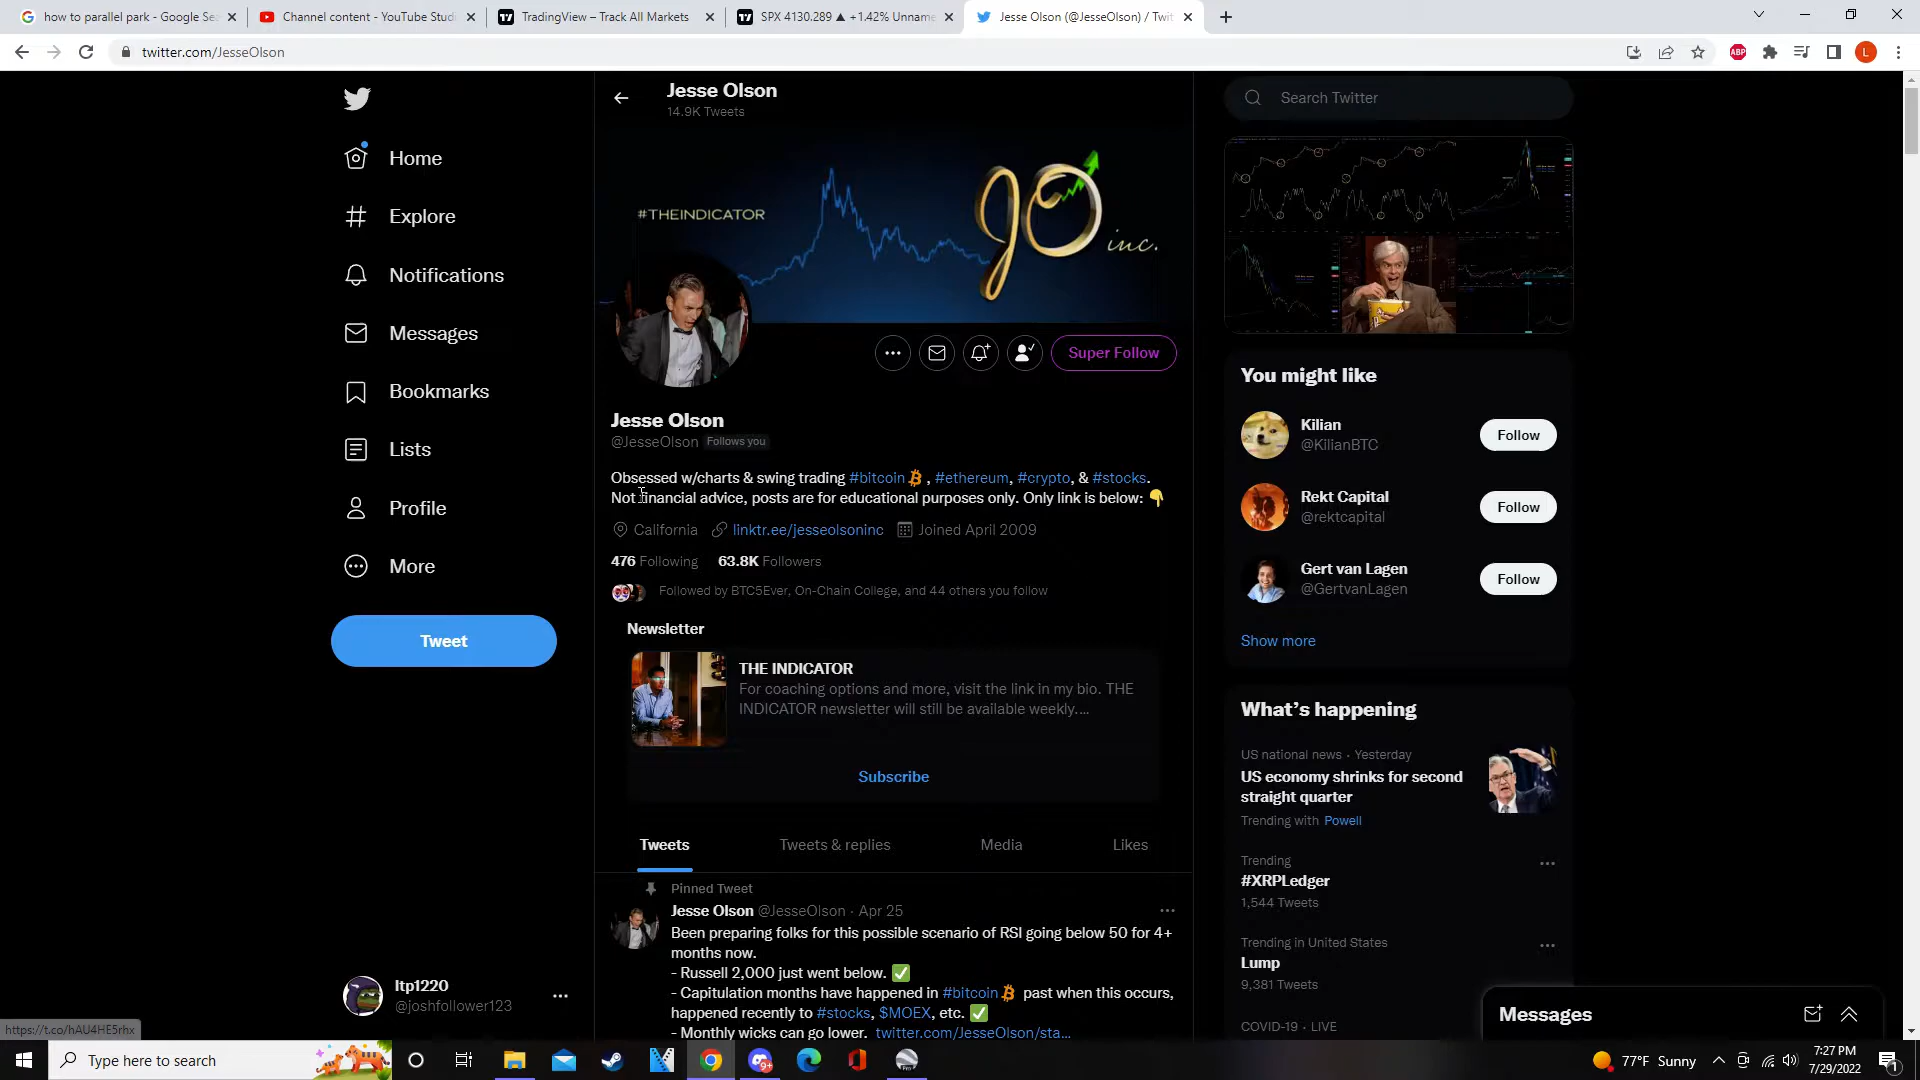 how to parallel park - Google Se
Channel content - YouTube Studi
TradingView – Track All Markets
SPX 4130.289 ▲ +1.42% Unname
Jesse Olson (@JesseOlson) / Twit
twitter.com/JesseOlson
ABP
L
Jesse Olson
14.9K Tweets
Search Twitter
#THEINDICATOR
JO inc.
Home
Explore
Notifications
Messages
Bookmarks
Lists
Profile
More
Tweet
Super Follow
Jesse Olson
@JesseOlson Follows you
Obsessed w/charts & swing trading #bitcoin , #ethereum, #crypto, & #stocks.
Not financial advice, posts are for educational purposes only. Only link is below: 👇
California linktr.ee/jesseolsoninc Joined April 2009
476 Following 63.8K Followers
Followed by BTC5Ever, On-Chain College, and 44 others you follow
Newsletter
THE INDICATOR
For coaching options and more, visit the link in my bio. THE
INDICATOR newsletter will still be available weekly....
Subscribe
Tweets Tweets & replies Media Likes
Pinned Tweet
Jesse Olson @JesseOlson · Apr 25
Been preparing folks for this possible scenario of RSI going below 50 for 4+
months now.
- Russell 2,000 just went below. ✅
- Capitulation months have happened in #bitcoin past when this occurs,
happened recently to #stocks, $MOEX, etc. ✅
- Monthly wicks can go lower. twitter.com/JesseOlson/sta...
You might like
Kilian
@KilianBTC
Follow
Rekt Capital
@rektcapital
Follow
Gert van Lagen
@GertvanLagen
Follow
Show more
What's happening
US national news · Yesterday
US economy shrinks for second
straight quarter
Trending with Powell
Trending
#XRPLedger
1,544 Tweets
Trending in United States
Lump
9,381 Tweets
COVID-19 · LIVE
Messages
ltp1220
@joshfollower123
https://t.co/hAU4HE5rhx
Type here to search
77°F Sunny
7:27 PM
7/29/2022